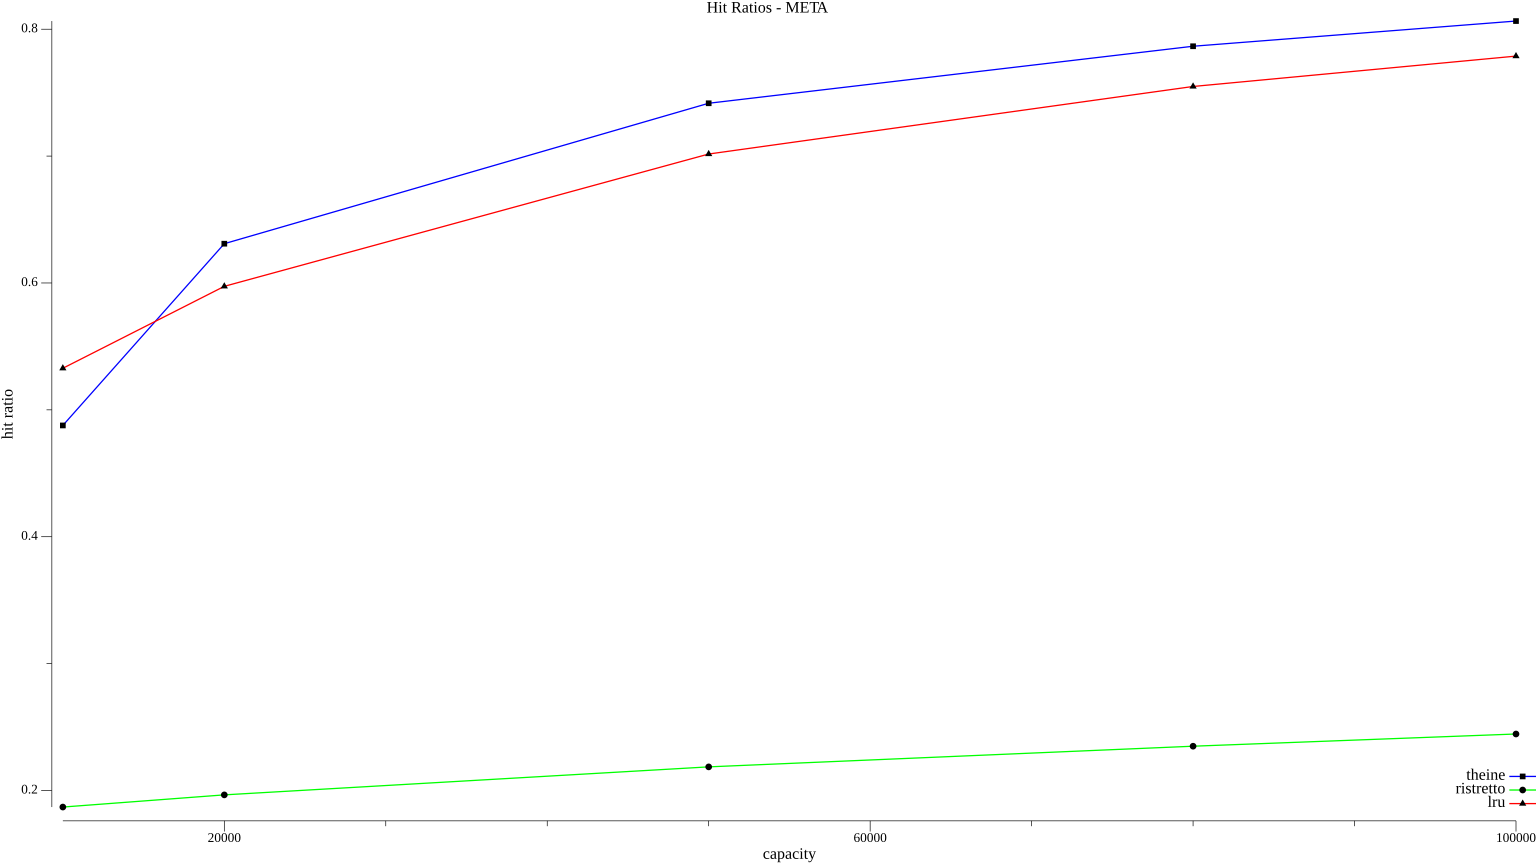 Hit Ratios - META
0.8
0.6
0.4
0.2
hit ratio
theine
ristretto
lru
20000
60000
100000
capacity